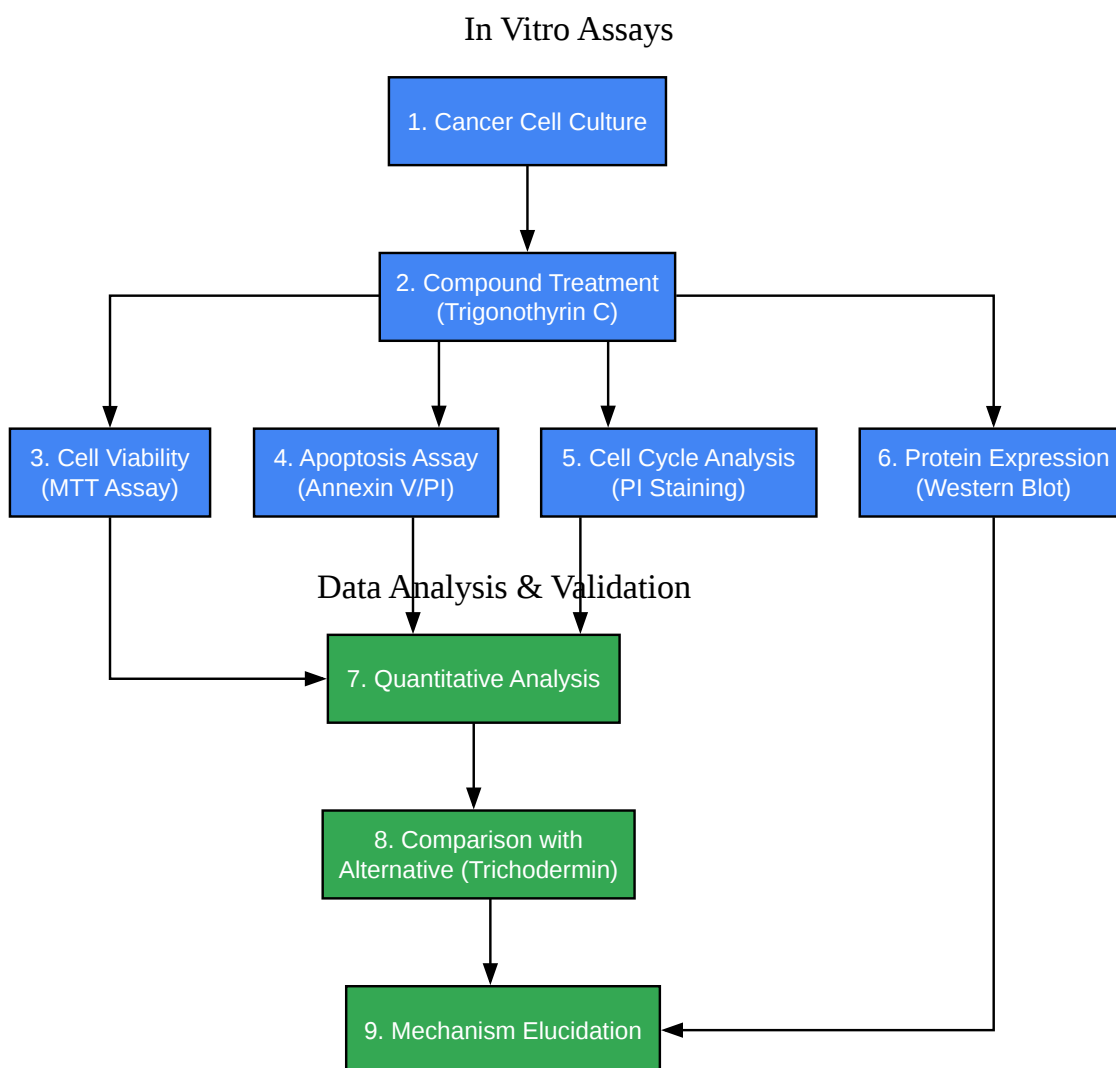 In Vitro Assays
1. Cancer Cell Culture
2. Compound Treatment
(Trigonothyrin C)
3. Cell Viability
(MTT Assay)
4. Apoptosis Assay
(Annexin V/PI)
5. Cell Cycle Analysis
(PI Staining)
6. Protein Expression
(Western Blot)
Data Analysis & Validation
7. Quantitative Analysis
8. Comparison with
Alternative (Trichodermin)
9. Mechanism Elucidation